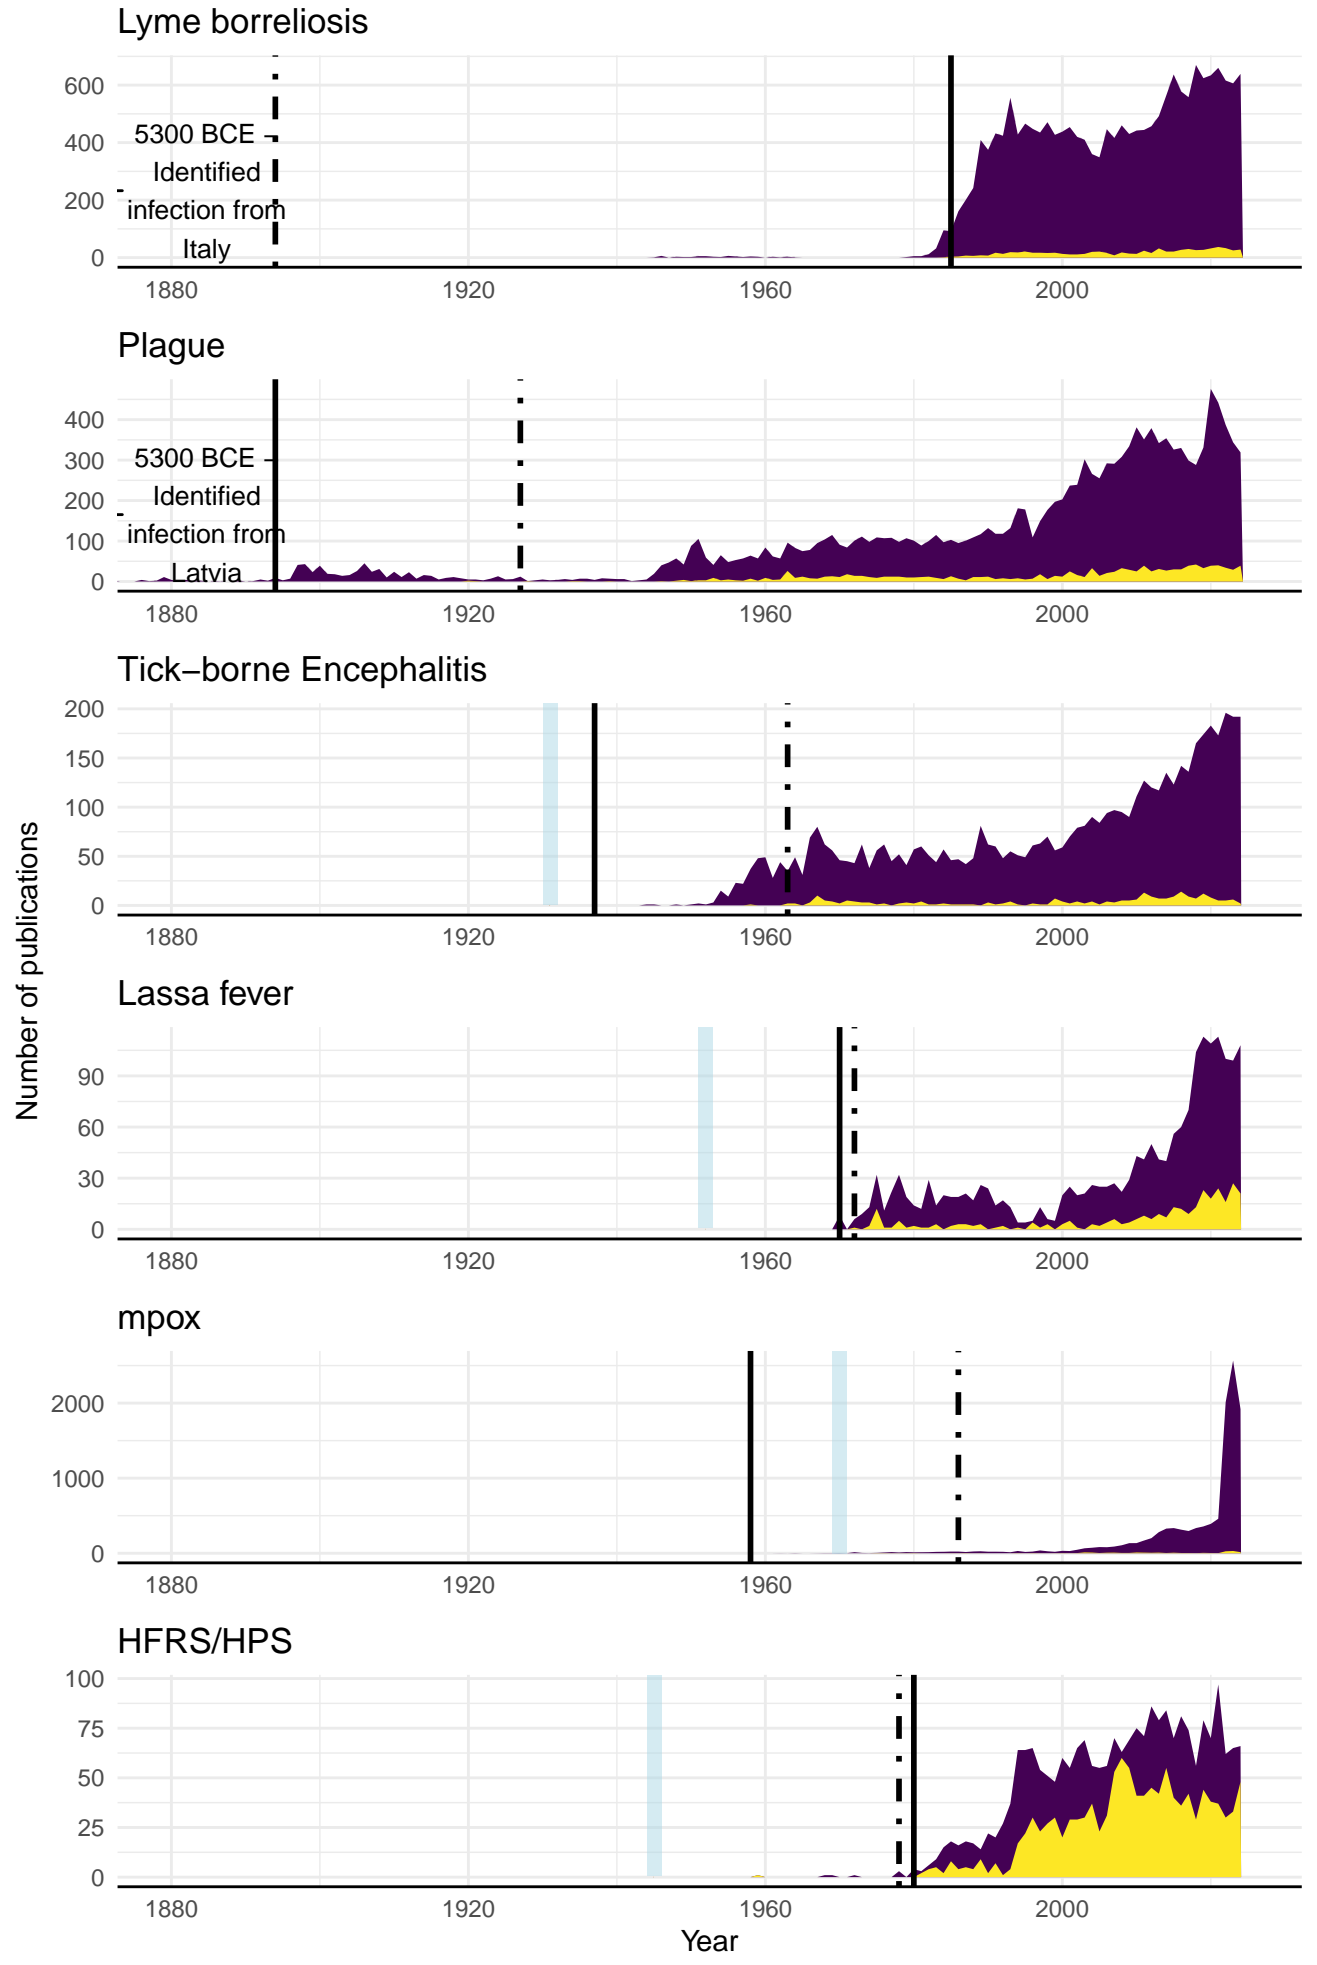 Lyme borreliosis
600
400
200
0
5300 BCE –
Identified
infection from
Italy
1880 1920 1960 2000
Plague
400
300
200
100
0
5300 BCE –
Identified
infection from
Latvia
1880 1920 1960 2000
Tick−borne Encephalitis
200
150
100
50
0
1880 1920 1960 2000
Number of publications
Lassa fever
90
60
30
0
1880 1920 1960 2000
mpox
2000
1000
0
1880 1920 1960 2000
HFRS/HPS
100
75
50
25
0
1880 1920 1960 2000
Year